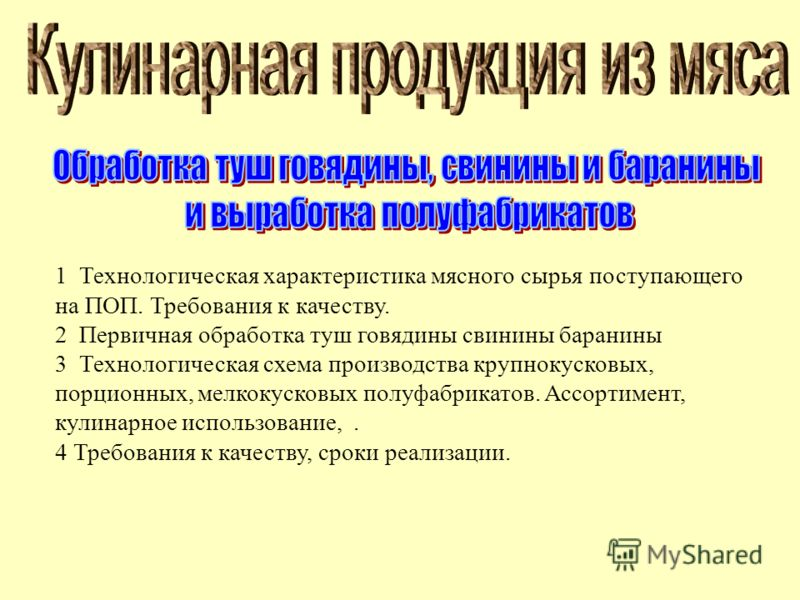 Кулинарная продукция из мяса
Обработка туш говядины, свинины и баранины
и выработка полуфабрикатов
1 Технологическая характеристика мясного сырья поступающего
на ПОП. Требования к качеству.
2 Первичная обработка туш говядины свинины баранины
3 Технологическая схема производства крупнокусковых,
порционных, мелкокусковых полуфабрикатов. Ассортимент,
кулинарное использование, .
4 Требования к качеству, сроки реализации.
MyShared